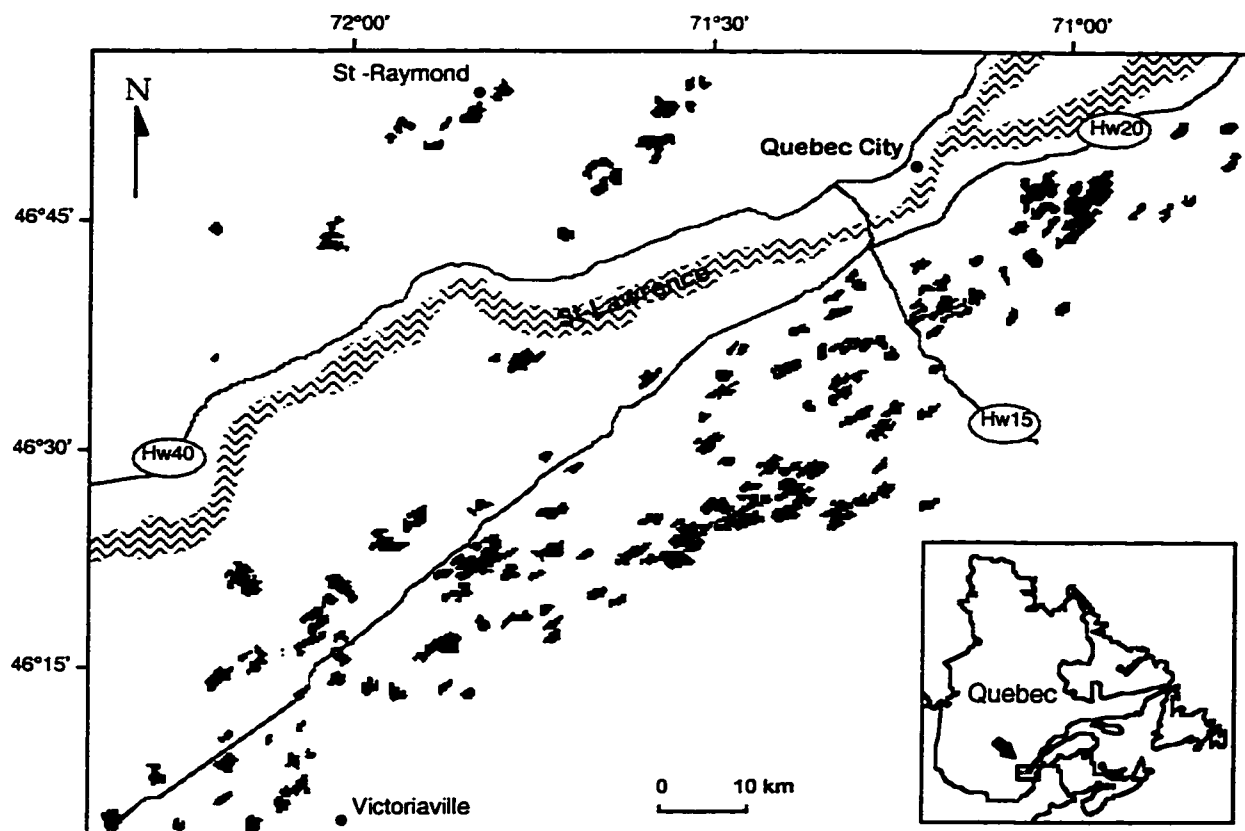 72°00' 71°30' 71°00'
St -Raymond
N
Hw20
Quebec City
46°45'
St-Lawrence
Hw15
46°30'
Hw40
46°15'
Quebec
0 10 km
Victoriaville